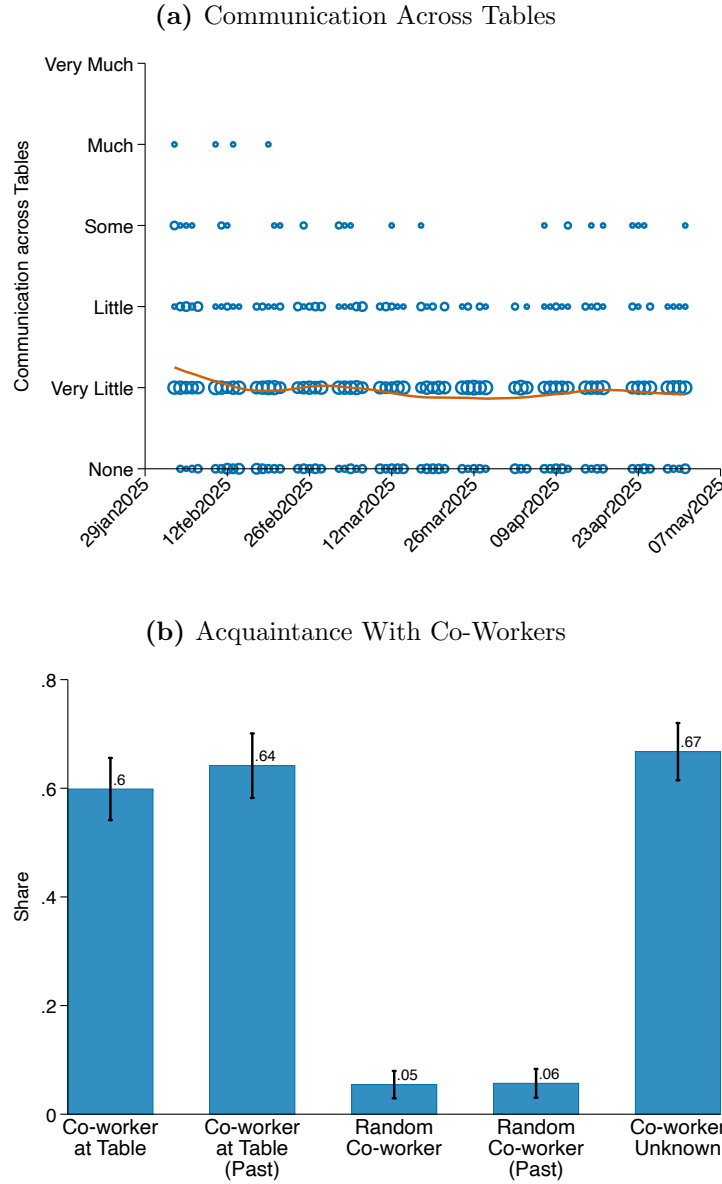 (a) Communication Across Tables
Communication across Tables
Very Much
Much
Some
Little
Very Little
None
29jan2025
12feb2025
26feb2025
12mar2025
26mar2025
09apr2025
23apr2025
07may2025
(b) Acquaintance With Co-Workers
Share
.8
.6
.4
.2
0
.6
.64
.05
.06
.67
Co-worker
at Table
Co-worker
at Table
(Past)
Random
Co-worker
Random
Co-worker
(Past)
Co-worker
Unknown